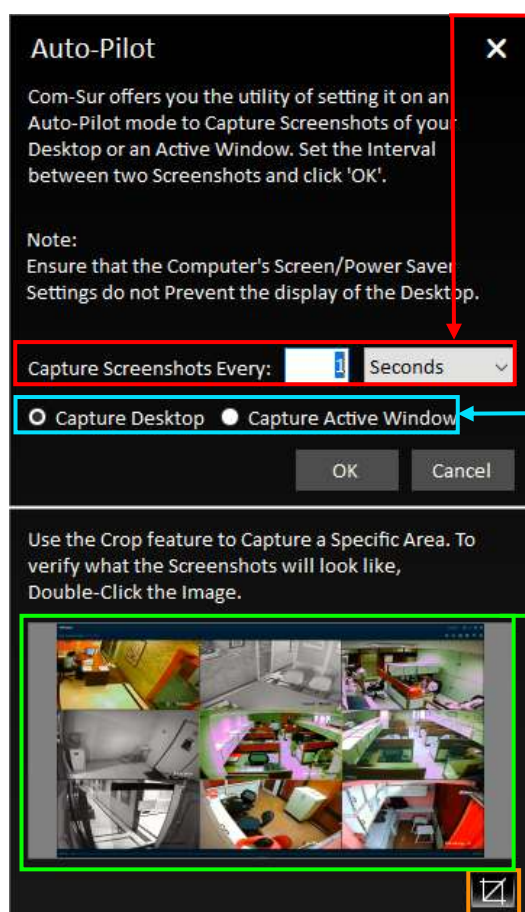 Auto-Pilot
Com-Sur offers you the utility of setting it on an
Auto-Pilot mode to Capture Screenshots of your
Desktop or an Active Window. Set the Interval
between two Screenshots and click 'OK'.
Note:
Ensure that the Computer's Screen/Power Saver
Settings do not Prevent the display of the Desktop.
Capture Screenshots Every: 1 Seconds
Capture Desktop Capture Active Window
OK Cancel
Use the Crop feature to Capture a Specific Area. To
verify what the Screenshots will look like,
Double-Click the Image.